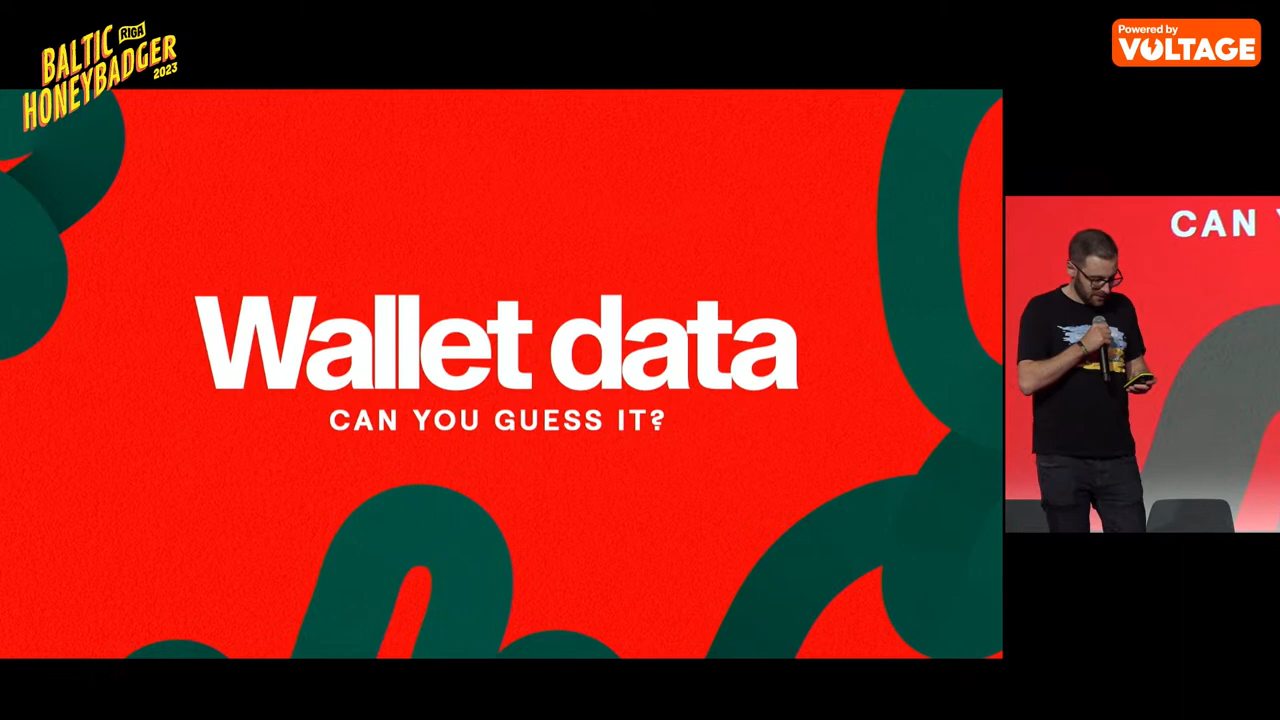 BALTIC
RIGA
HONEYBADGER
2023
Powered by
VOLTAGE
Wallet data
CAN YOU GUESS IT?
CAN